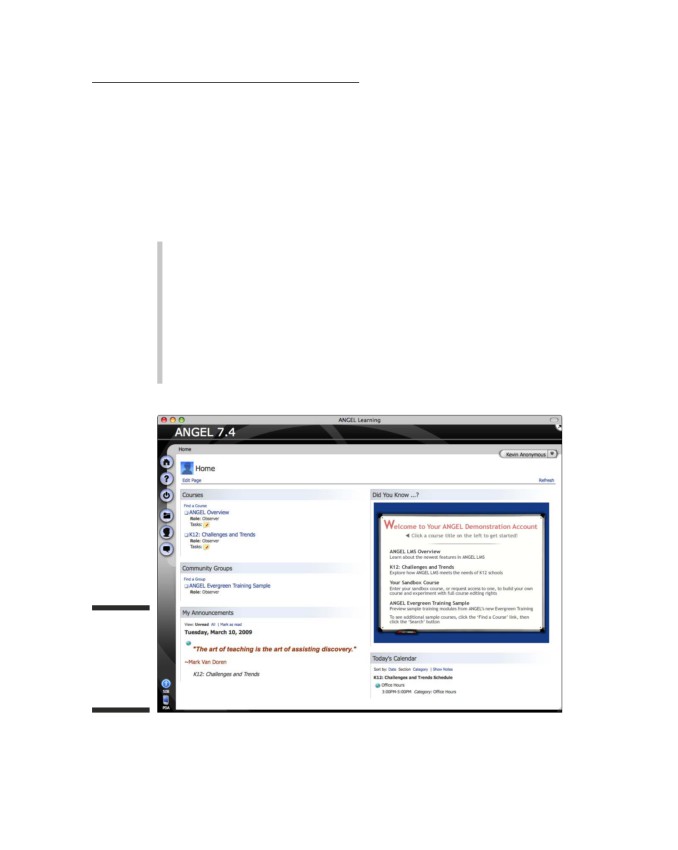 ANGEL Learning
ANGEL 7.4
Home
Kevin Anonymous
Home
Edit Page
Refresh
Courses
Find a Course
ANGEL Overview
Role: Observer
Tasks:
K12: Challenges and Trends
Role: Observer
Tasks:
Community Groups
Find a Group
ANGEL Evergreen Training Sample
My Announcements
View: Unread All | Mark as read
Tuesday, March 10, 2009
"The art of teaching is the art of assisting discovery."
~Mark Van Doren
K12: Challenges and Trends
Did You Know ...?
Welcome to Your ANGEL Demonstration Account
Click a course title on the left to get started!
ANGEL LMS Overview
Learn about the newest features in ANGEL LMS
K12: Challenges and Trends
Explore how ANGEL LMS meets the needs of K12 schools
Your Sandbox Course
Enter your sandbox course, or request access to one, to build your own
course and experiment with full course editing rights
ANGEL Evergreen Training Sample
Preview sample training modules from ANGEL's new Evergreen Training
To see additional sample courses, click the "Find a Course" link, then
click the "Search" button
Today's Calendar
Sort by: Date Section Category | Show Notes
K12: Challenges and Trends Schedule
Office Hours
3:00PM-5:00PM Category: Office Hours
508
PDA